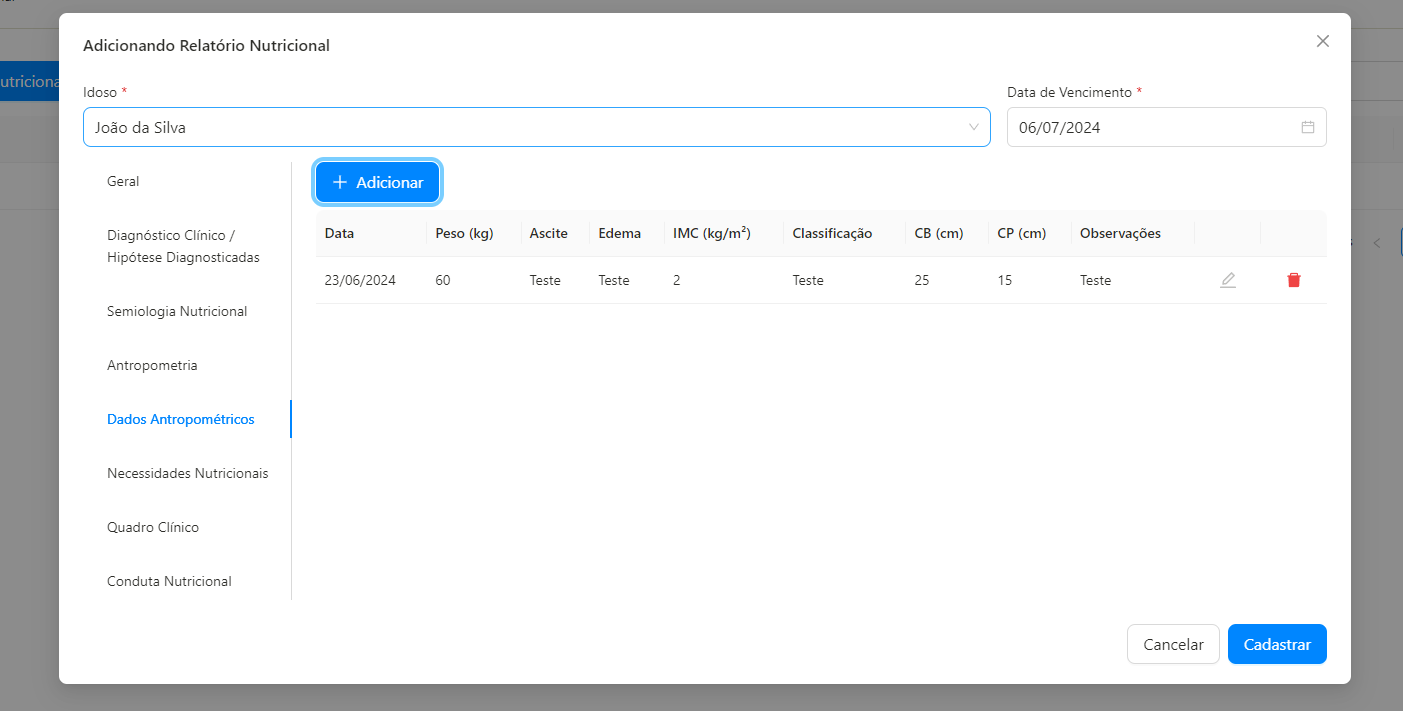 Adicionando Relatório Nutricional
Idoso *
Data de Vencimento *
João da Silva
06/07/2024
Geral
Diagnóstico Clínico /
Hipótese Diagnosticadas
Semiologia Nutricional
Antropometria
Dados Antropométricos
Necessidades Nutricionais
Quadro Clínico
Conduta Nutricional
+ Adicionar
Data Peso (kg) Ascite Edema IMC (kg/m²) Classificação CB (cm) CP (cm) Observações
23/06/2024 60 Teste Teste 2 Teste 25 15 Teste
Cancelar
Cadastrar